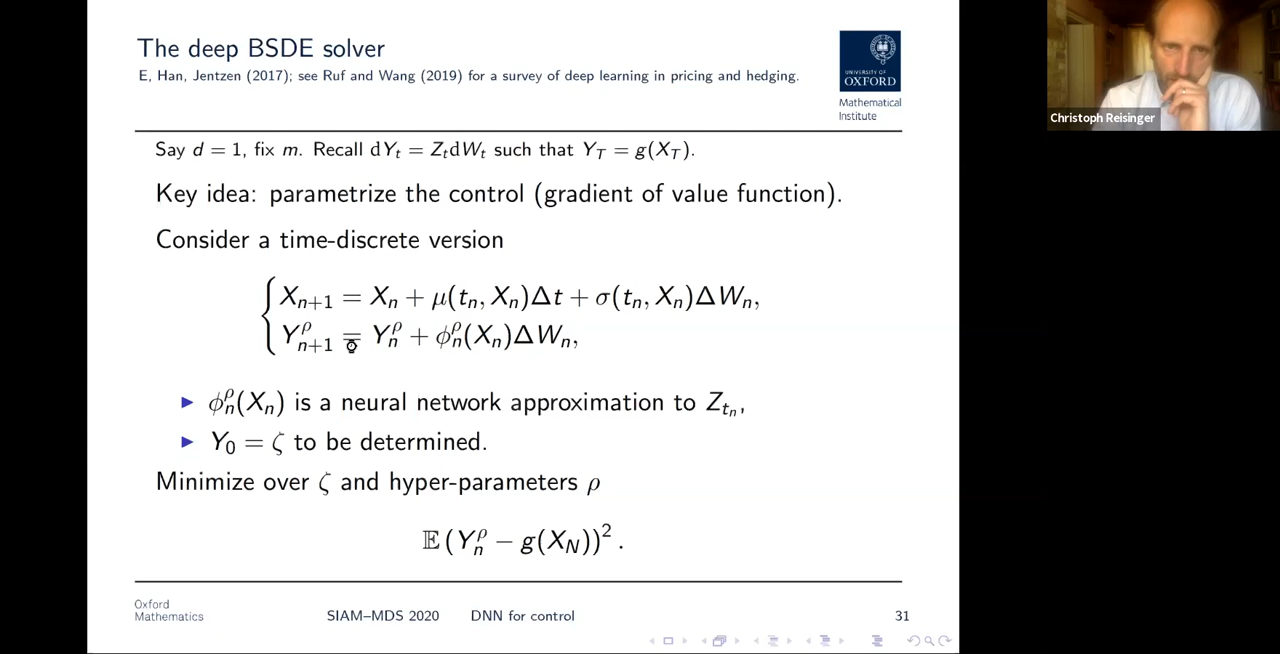 The deep BSDE solver
E, Han, Jentzen (2017); see Ruf and Wang (2019) for a survey of deep learning in pricing and hedging.
UNIVERSITY OF
OXFORD
Mathematical
Institute
Christoph Reisinger
Say d = 1, fix m. Recall dYₜ = ZₜdWₜ such that Y_T = g(X_T).
Key idea: parametrize the control (gradient of value function).
Consider a time-discrete version
X_{n+1} = X_n + μ(t_n, X_n)Δt + σ(t_n, X_n)ΔW_n,
Y^ρ_{n+1} = Y^ρ_n + ϕ^ρ_n(X_n)ΔW_n,
▶ ϕ^ρ_n(X_n) is a neural network approximation to Z_{t_n},
▶ Y_0 = ζ to be determined.
Minimize over ζ and hyper-parameters ρ
𝔼(Y^ρ_n − g(X_N))².
Oxford
Mathematics
SIAM–MDS 2020 DNN for control 31